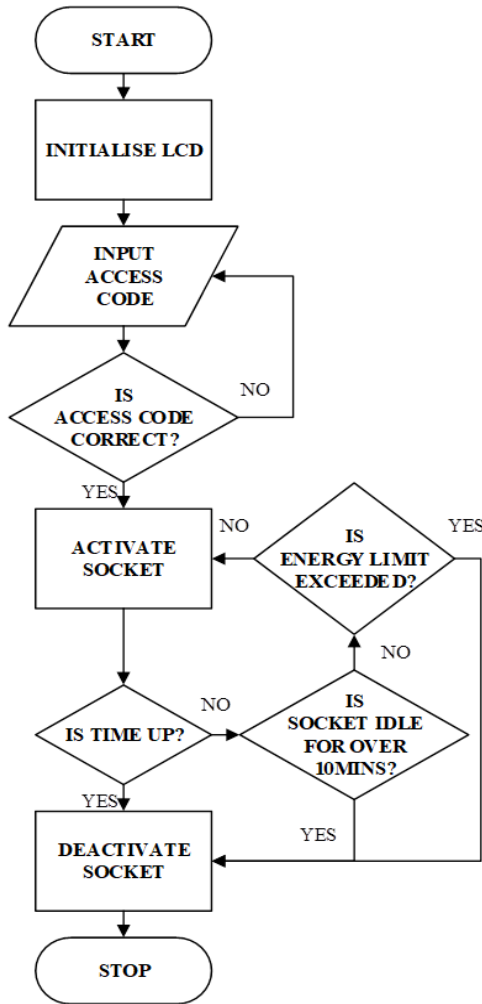 START
INITIALISE LCD
INPUT
ACCESS
CODE
IS
ACCESS CODE
CORRECT?
NO
YES
ACTIVATE
SOCKET
NO
IS
ENERGY LIMIT
EXCEEDED?
YES
NO
IS TIME UP?
NO
IS
SOCKET IDLE
FOR OVER
10MINS?
YES
YES
DEACTIVATE
SOCKET
STOP